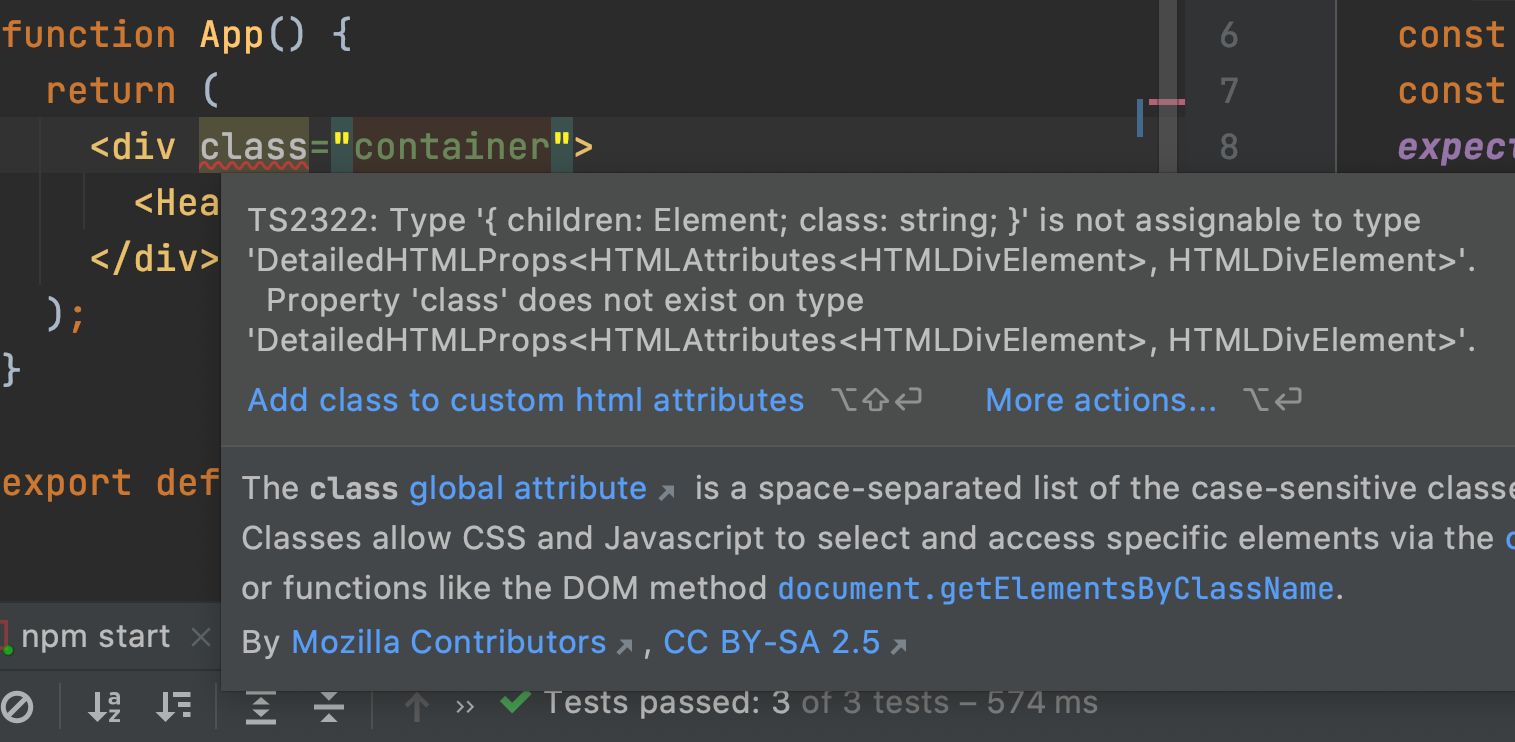 function App() {
return (
<div class="container">
<Hea
</div>
);
}
export def
6 const
7 const
8 expect
TS2322: Type '{ children: Element; class: string; }' is not assignable to type
'DetailedHTMLProps<HTMLAttributes<HTMLDivElement>, HTMLDivElement>'.
Property 'class' does not exist on type
'DetailedHTMLProps<HTMLAttributes<HTMLDivElement>, HTMLDivElement>'.
Add class to custom html attributes ⌥⇧⏎ More actions... ⌥⏎
The class global attribute ↗ is a space-separated list of the case-sensitive classe
Classes allow CSS and Javascript to select and access specific elements via the
or functions like the DOM method document.getElementsByClassName.
By Mozilla Contributors ↗ , CC BY-SA 2.5 ↗
npm start ×
>> Tests passed: 3 of 3 tests – 574 ms